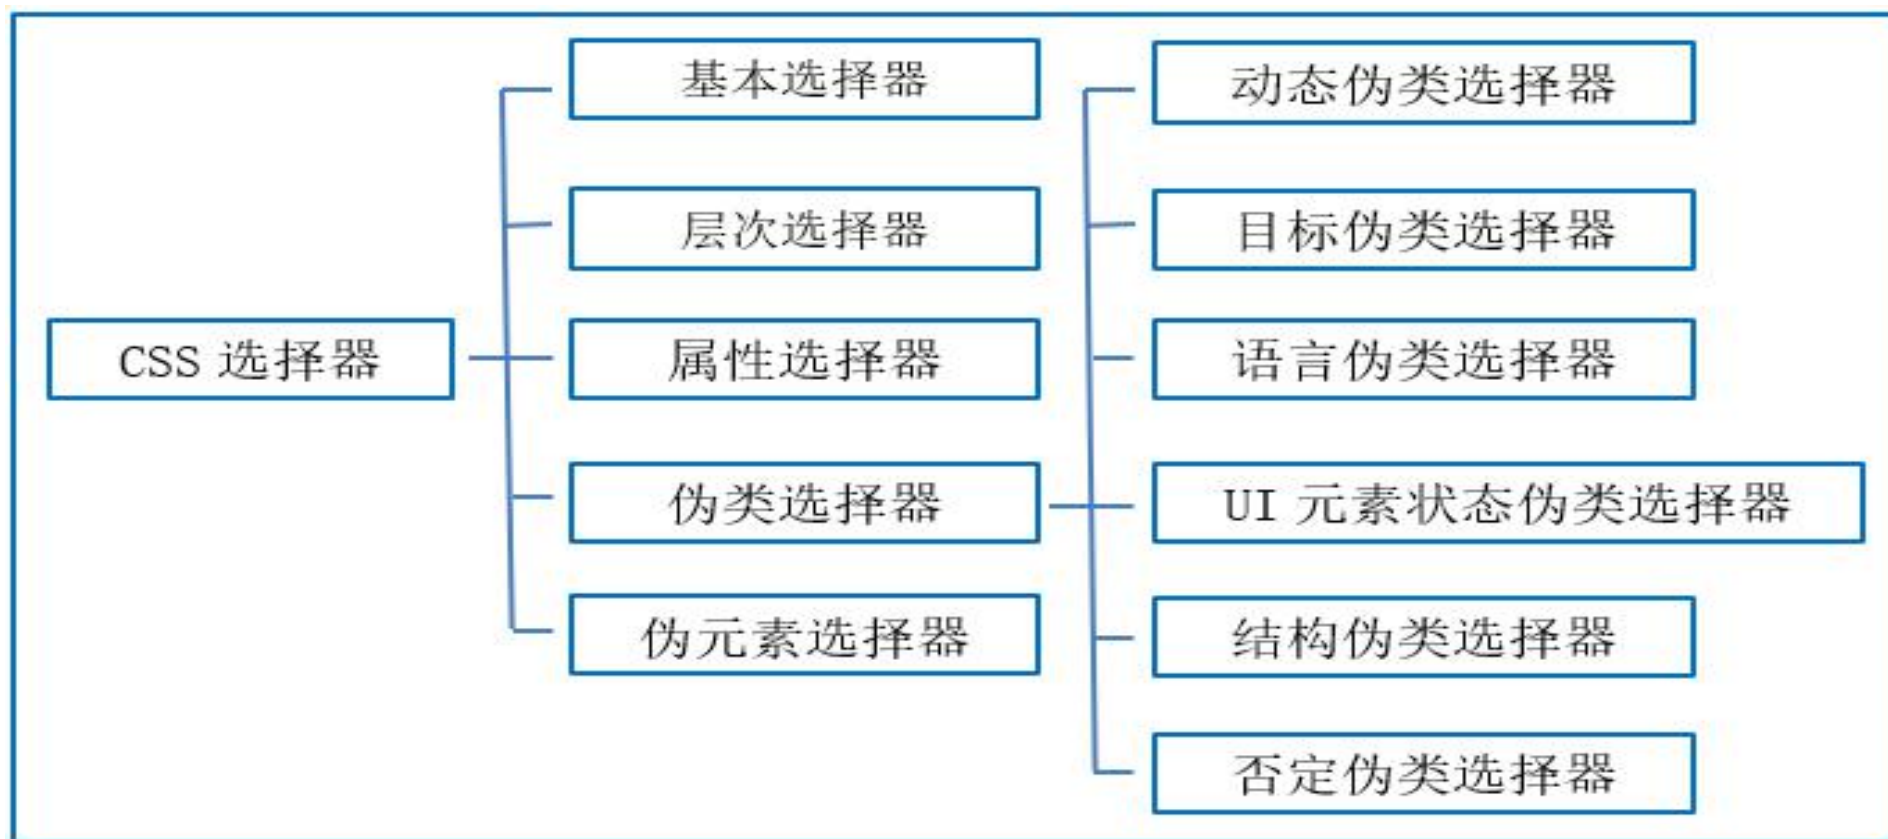 CSS 选择器
基本选择器
层次选择器
属性选择器
伪类选择器
伪元素选择器
动态伪类选择器
目标伪类选择器
语言伪类选择器
UI 元素状态伪类选择器
结构伪类选择器
否定伪类选择器